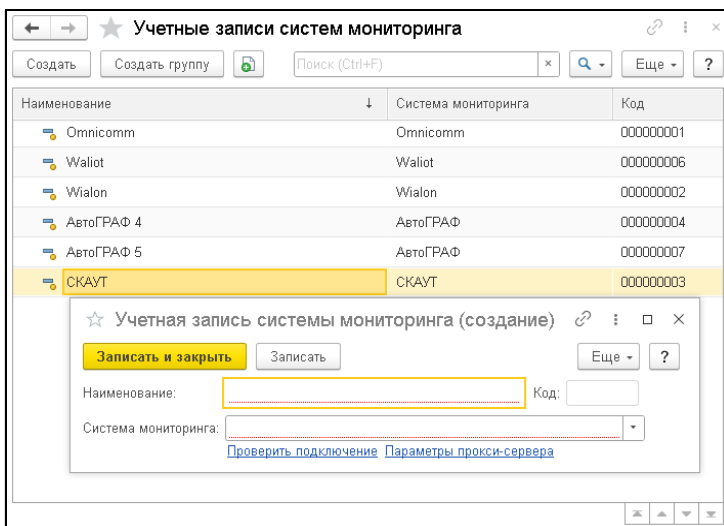 Учетные записи систем мониторинга
Создать Создать группу Поиск (Ctrl+F) × Еще ?
Наименование ↓ Система мониторинга Код
Omnicomm Omnicomm 000000001
Waliot Waliot 000000006
Wialon Wialon 000000002
АвтоГРАФ 4 АвтоГРАФ 000000004
АвтоГРАФ 5 АвтоГРАФ 000000007
СКАУТ СКАУТ 000000003
Учетная запись системы мониторинга (создание)
Записать и закрыть Записать Еще ?
Наименование: Код:
Система мониторинга:
Проверить подключение Параметры прокси-сервера